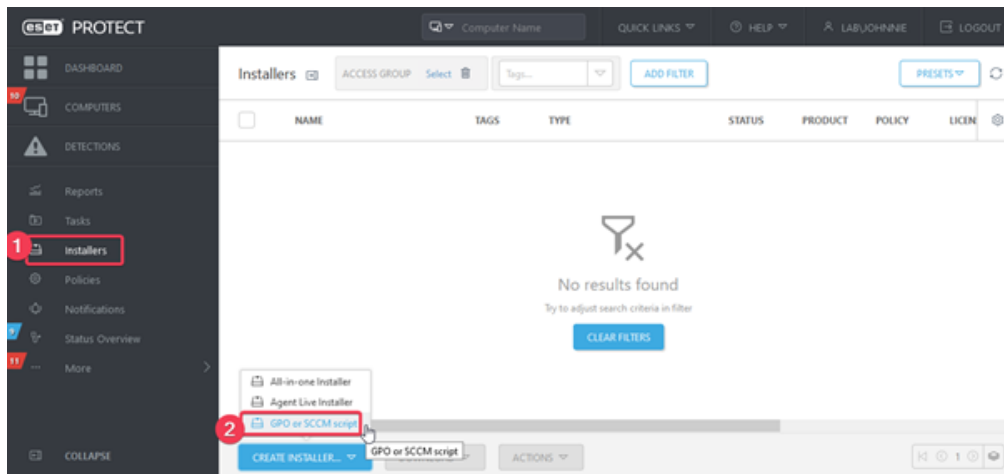 eset PROTECT
Computer Name
QUICK LINKS
HELP
LAB\JOHNNIE
LOGOUT
DASHBOARD
10
COMPUTERS
DETECTIONS
Reports
Tasks
1
Installers
Policies
Notifications
9
Status Overview
11
More
COLLAPSE
Installers
ACCESS GROUP Select
Tags...
ADD FILTER
PRESETS
NAME TAGS TYPE STATUS PRODUCT POLICY LICEN
No results found
Try to adjust search criteria in filter
CLEAR FILTERS
All-in-one Installer
Agent Live Installer
2
GPO or SCCM script
GPO or SCCM script
CREATE INSTALLER...
ACTIONS
1